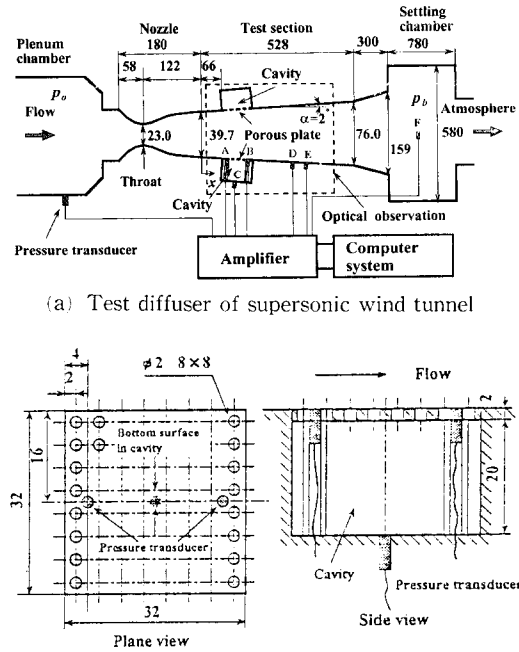 Nozzle
Test section
Settling chamber
Plenum chamber
180
528
300
780
58
122
66
Cavity
p_o
Flow
23.0
39.7
Porous plate
α=2°
76.0
159
p_b
F
580
Atmosphere
A
B
C
D
E
x
Throat
Cavity
Optical observation
Pressure transducer
Amplifier
Computer system
(a) Test diffuser of supersonic wind tunnel
4
2
ø2 8×8
Flow
2
Bottom surface in cavity
16
32
20
Pressure transducer
Cavity
Pressure transducer
32
Plane view
Side view